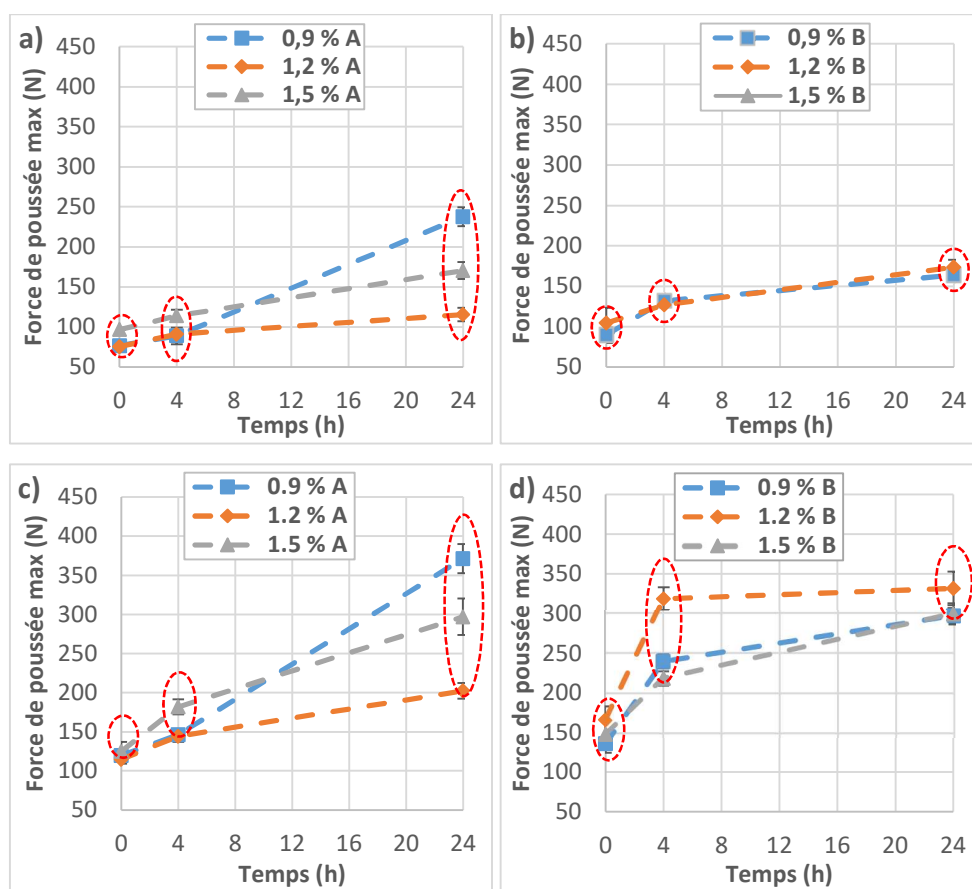 a)
0,9 % A
1,2 % A
1,5 % A
Force de poussée max (N)
450
400
350
300
250
200
150
100
50
0 4 8 12 16 20 24
Temps (h)
b)
0,9 % B
1,2 % B
1,5 % B
Force de poussée max (N)
450
400
350
300
250
200
150
100
50
0 4 8 12 16 20 24
Temps (h)
c)
0.9 % A
1.2 % A
1.5 % A
Force de poussée max (N)
450
400
350
300
250
200
150
100
50
0 4 8 12 16 20 24
Temps (h)
d)
0.9 % B
1.2 % B
1.5 % B
Force de poussée max (N)
450
400
350
300
250
200
150
100
50
0 4 8 12 16 20 24
Temps (h)